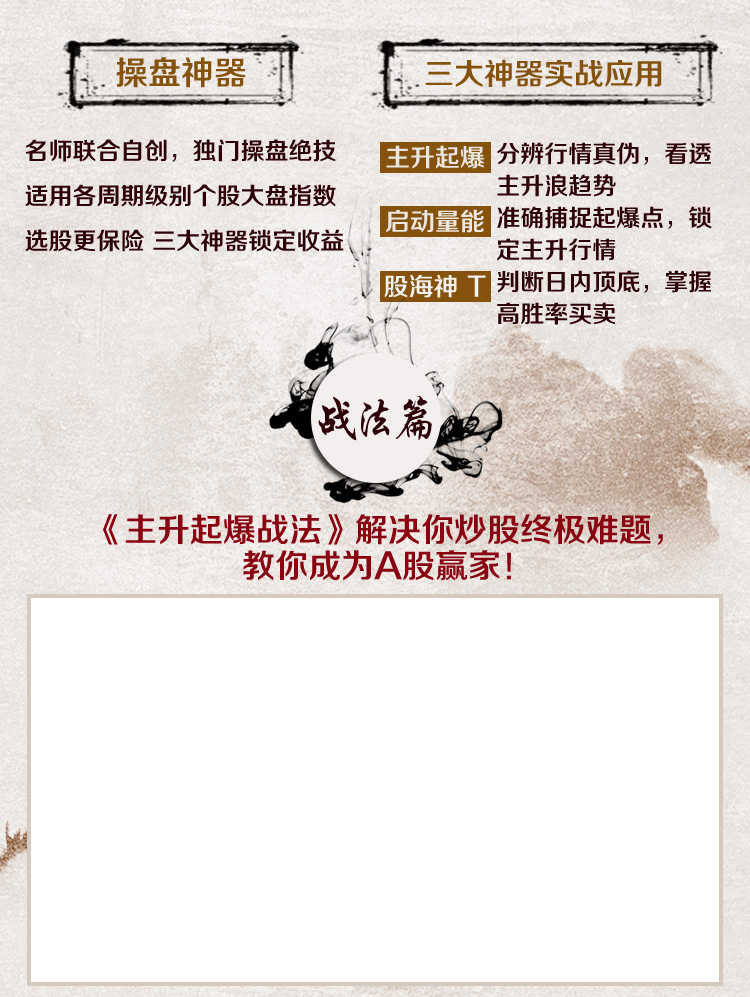 操盘神器
名师联合自创，独门操盘绝技
适用各周期级别个股大盘指数
选股更保险 三大神器锁定收益
三大神器实战应用
主升起爆 分辨行情真伪，看透
主升浪趋势
启动量能 准确捕捉起爆点，锁
定主升行情
股海神 T 判断日内顶底，掌握
高胜率买卖
战法篇
《主升起爆战法》解决你炒股终极难题，
教你成为A股赢家！